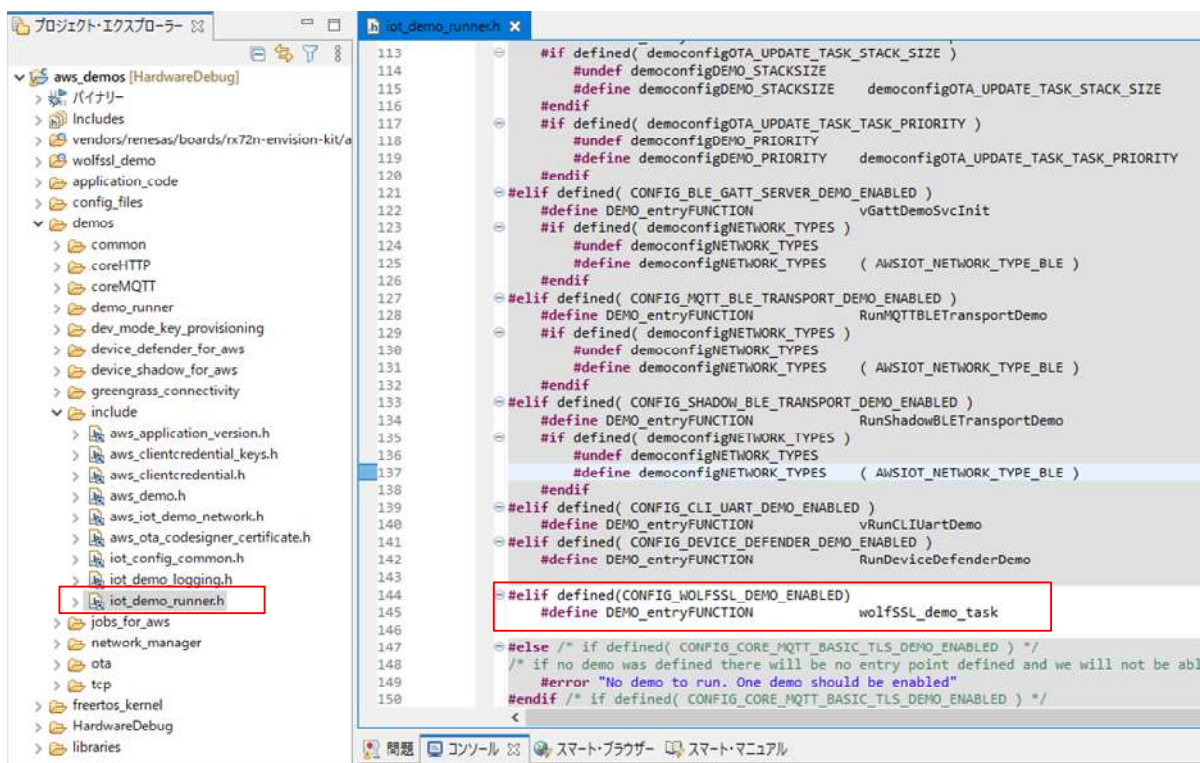 プロジェクト・エクスプローラー
aws_demos [HardwareDebug]
バイナリー
Includes
vendors/renesas/boards/rx72n-envision-kit/a
wolfssl_demo
application_code
config_files
demos
common
coreHTTP
coreMQTT
demo_runner
dev_mode_key_provisioning
device_defender_for_aws
device_shadow_for_aws
greengrass_connectivity
include
aws_application_version.h
aws_clientcredential_keys.h
aws_clientcredential.h
aws_demo.h
aws_iot_demo_network.h
aws_ota_codesigner_certificate.h
iot_config_common.h
iot_demo_logging.h
iot_demo_runner.h
jobs_for_aws
network_manager
ota
tcp
freertos_kernel
HardwareDebug
libraries
iot_demo_runner.h
113 #if defined( democonfigOTA_UPDATE_TASK_STACK_SIZE )
114 #undef democonfigDEMO_STACKSIZE
115 #define democonfigDEMO_STACKSIZE democonfigOTA_UPDATE_TASK_STACK_SIZE
116 #endif
117 #if defined( democonfigOTA_UPDATE_TASK_TASK_PRIORITY )
118 #undef democonfigDEMO_PRIORITY
119 #define democonfigDEMO_PRIORITY democonfigOTA_UPDATE_TASK_TASK_PRIORITY
120 #endif
121 #elif defined( CONFIG_BLE_GATT_SERVER_DEMO_ENABLED )
122 #define DEMO_entryFUNCTION vGattDemoSvcInit
123 #if defined( democonfigNETWORK_TYPES )
124 #undef democonfigNETWORK_TYPES
125 #define democonfigNETWORK_TYPES ( AWSIOT_NETWORK_TYPE_BLE )
126 #endif
127 #elif defined( CONFIG_MQTT_BLE_TRANSPORT_DEMO_ENABLED )
128 #define DEMO_entryFUNCTION RunMQTTBLETransportDemo
129 #if defined( democonfigNETWORK_TYPES )
130 #undef democonfigNETWORK_TYPES
131 #define democonfigNETWORK_TYPES ( AWSIOT_NETWORK_TYPE_BLE )
132 #endif
133 #elif defined( CONFIG_SHADOW_BLE_TRANSPORT_DEMO_ENABLED )
134 #define DEMO_entryFUNCTION RunShadowBLETransportDemo
135 #if defined( democonfigNETWORK_TYPES )
136 #undef democonfigNETWORK_TYPES
137 #define democonfigNETWORK_TYPES ( AWSIOT_NETWORK_TYPE_BLE )
138 #endif
139 #elif defined( CONFIG_CLI_UART_DEMO_ENABLED )
140 #define DEMO_entryFUNCTION vRunCLIUartDemo
141 #elif defined( CONFIG_DEVICE_DEFENDER_DEMO_ENABLED )
142 #define DEMO_entryFUNCTION RunDeviceDefenderDemo
143
144 #elif defined(CONFIG_WOLFSSL_DEMO_ENABLED)
145 #define DEMO_entryFUNCTION wolfSSL_demo_task
146
147 #else /* if defined( CONFIG_CORE_MQTT_BASIC_TLS_DEMO_ENABLED ) */
148 /* if no demo was defined there will be no entry point defined and we will not be abl
149 #error "No demo to run. One demo should be enabled"
150 #endif /* if defined( CONFIG_CORE_MQTT_BASIC_TLS_DEMO_ENABLED ) */
問題 コンソール スマート・ブラウザー スマート・マニュアル